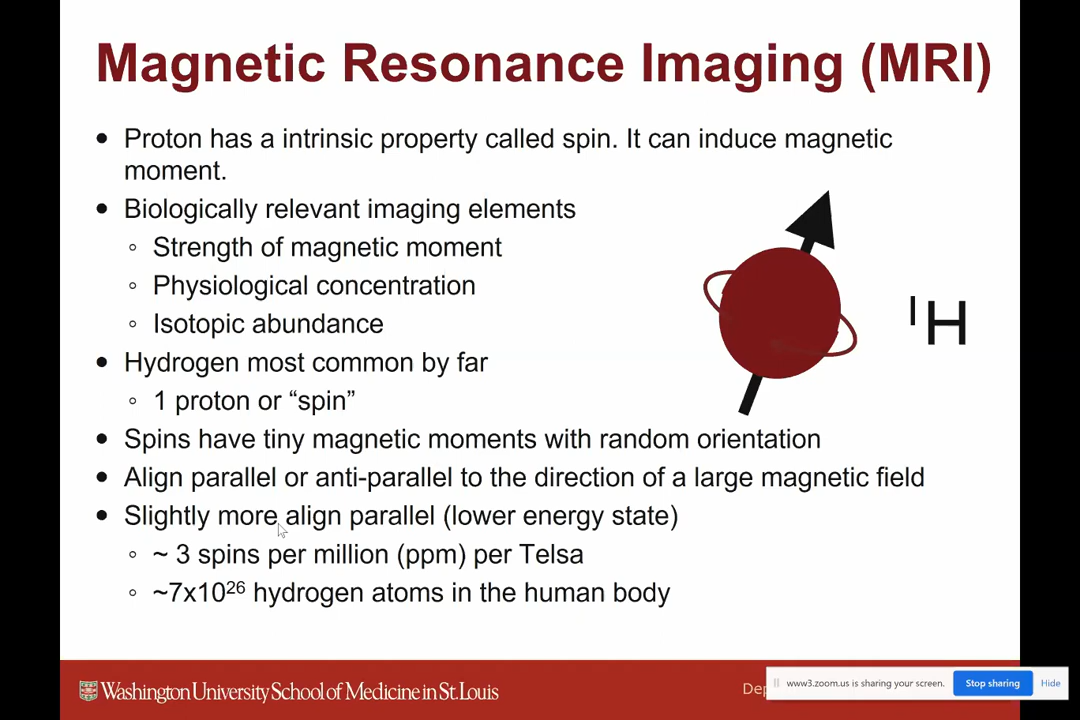 Magnetic Resonance Imaging (MRI)
• Proton has a intrinsic property called spin. It can induce magnetic
moment.
• Biologically relevant imaging elements
◦ Strength of magnetic moment
◦ Physiological concentration
◦ Isotopic abundance
• Hydrogen most common by far
◦ 1 proton or “spin”
• Spins have tiny magnetic moments with random orientation
• Align parallel or anti-parallel to the direction of a large magnetic field
• Slightly more align parallel (lower energy state)
◦ ~ 3 spins per million (ppm) per Telsa
◦ ~7x10²⁶ hydrogen atoms in the human body
¹H
Washington University School of Medicine in St. Louis
www3.zoom.us is sharing your screen.
Stop sharing
Hide